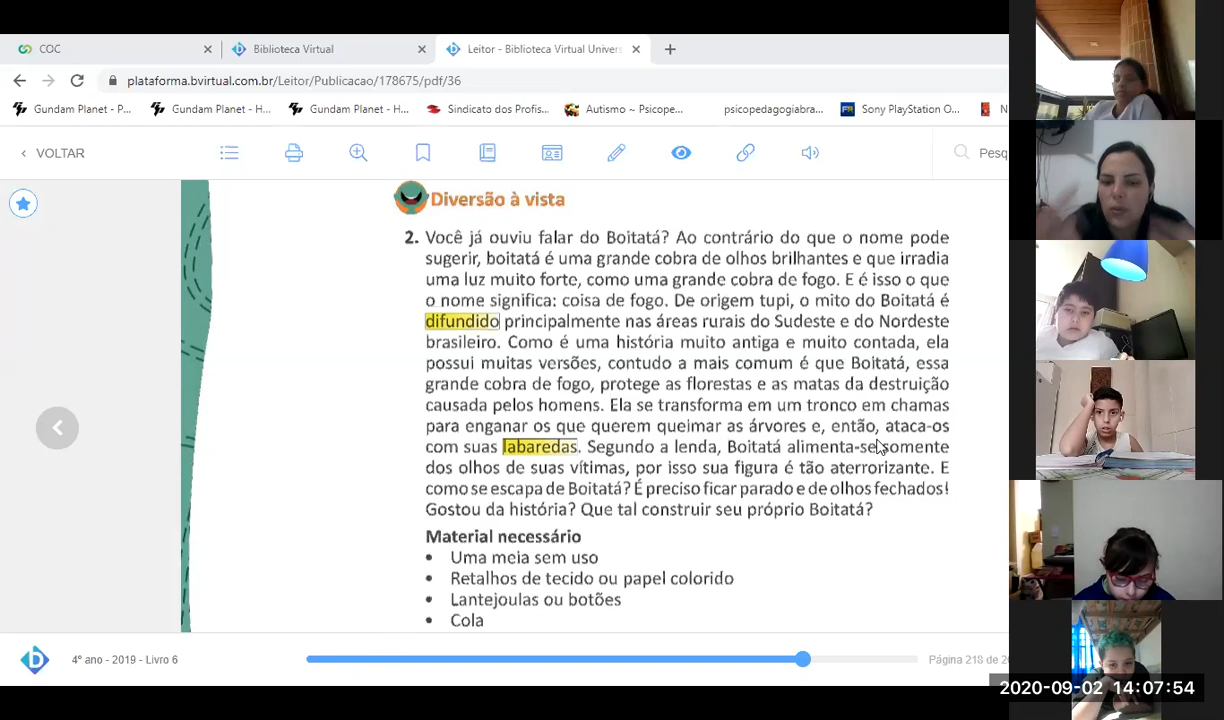 COC
Biblioteca Virtual
Leitor - Biblioteca Virtual Univers
plataforma.bvirtual.com.br/Leitor/Publicacao/178675/pdf/36
Gundam Planet - P...
Gundam Planet - H...
Gundam Planet - H...
Sindicato dos Profis...
Autismo ~ Psicope...
psicopedagogiabra...
Sony PlayStation O...
N
VOLTAR
Pesq
Diversão à vista
2. Você já ouviu falar do Boitatá? Ao contrário do que o nome pode
sugerir, boitatá é uma grande cobra de olhos brilhantes e que irradia
uma luz muito forte, como uma grande cobra de fogo. E é isso o que
o nome significa: coisa de fogo. De origem tupi, o mito do Boitatá é
difundido principalmente nas áreas rurais do Sudeste e do Nordeste
brasileiro. Como é uma história muito antiga e muito contada, ela
possui muitas versões, contudo a mais comum é que Boitatá, essa
grande cobra de fogo, protege as florestas e as matas da destruição
causada pelos homens. Ela se transforma em um tronco em chamas
para enganar os que querem queimar as árvores e, então, ataca-os
com suas labaredas. Segundo a lenda, Boitatá alimenta-se somente
dos olhos de suas vítimas, por isso sua figura é tão aterrorizante. E
como se escapa de Boitatá? É preciso ficar parado e de olhos fechados!
Gostou da história? Que tal construir seu próprio Boitatá?
Material necessário
• Uma meia sem uso
• Retalhos de tecido ou papel colorido
• Lantejoulas ou botões
• Cola
4º ano - 2019 - Livro 6
Página 218 de
2020-09-02 14:07:54